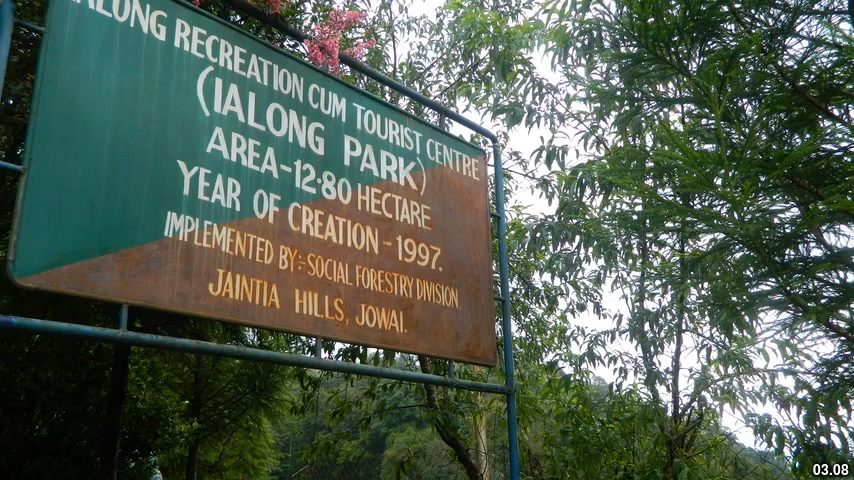 IALONG RECREATION CUM TOURIST CENTRE
(IALONG PARK)
AREA-12·80 HECTARE
YEAR OF CREATION - 1997.
IMPLEMENTED BY:- SOCIAL FORESTRY DIVISION.
JAINTIA HILLS, JOWAI.
03.08